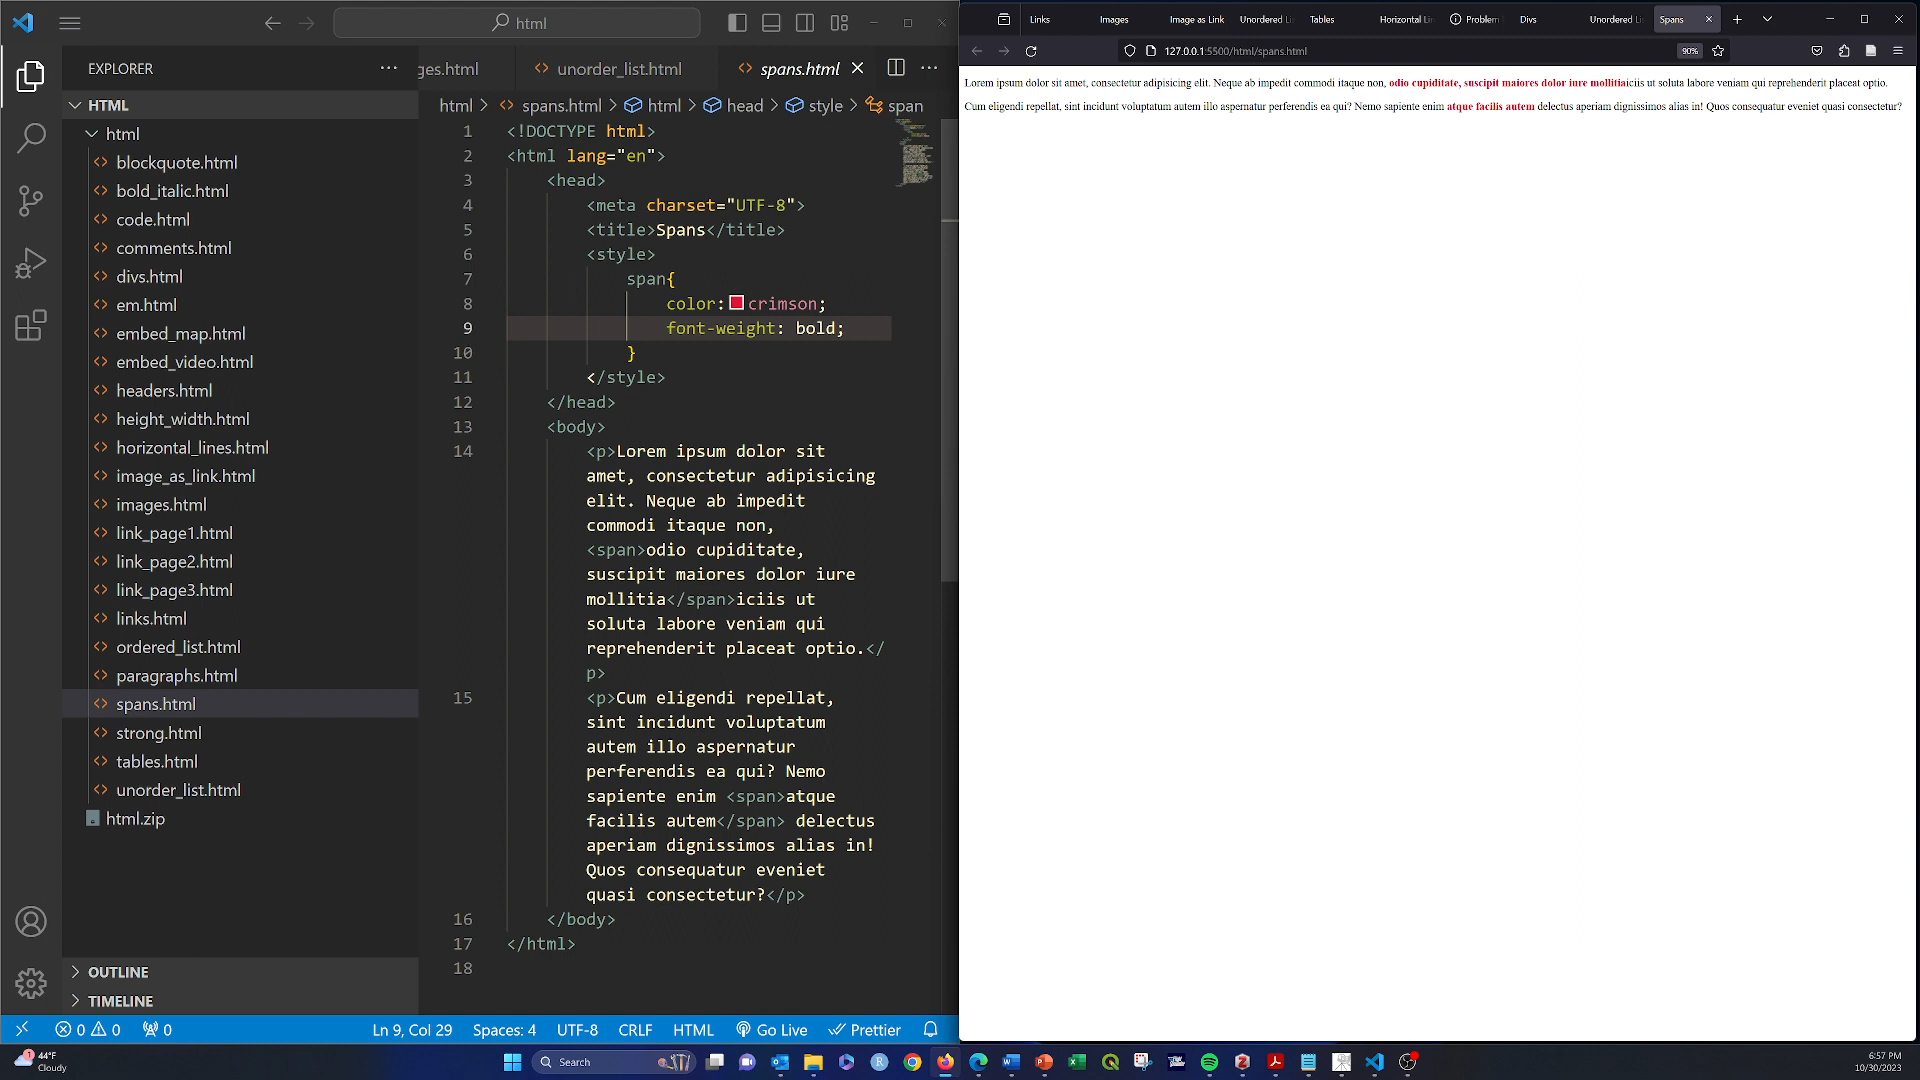 html
Links
Images
Image as Link
Unordered Li
Tables
Horizontal Li
Problem
Divs
Unordered Li
Spans
127.0.0.1:5500/html/spans.html
90%
EXPLORER
ges.html
unorder_list.html
spans.html
HTML
html > spans.html > html > head > style > span
html
blockquote.html
bold_italic.html
code.html
comments.html
divs.html
em.html
embed_map.html
embed_video.html
headers.html
height_width.html
horizontal_lines.html
image_as_link.html
images.html
link_page1.html
link_page2.html
link_page3.html
links.html
ordered_list.html
paragraphs.html
spans.html
strong.html
tables.html
unorder_list.html
html.zip
OUTLINE
TIMELINE
1 <!DOCTYPE html>
2 <html lang="en">
3 <head>
4 <meta charset="UTF-8">
5 <title>Spans</title>
6 <style>
7 span{
8 color: crimson;
9 font-weight: bold;
10 }
11 </style>
12 </head>
13 <body>
14 <p>Lorem ipsum dolor sit
amet, consectetur adipisicing
elit. Neque ab impedit
commodi itaque non,
<span>odio cupiditate,
suscipit maiores dolor iure
mollitia</span>iciis ut
soluta labore veniam qui
reprehenderit placeat optio.</
p>
15 <p>Cum eligendi repellat,
sint incidunt voluptatum
autem illo aspernatur
perferendis ea qui? Nemo
sapiente enim <span>atque
facilis autem</span> delectus
aperiam dignissimos alias in!
Quos consequatur eveniet
quasi consectetur?</p>
16 </body>
17 </html>
18
Lorem ipsum dolor sit amet, consectetur adipisicing elit. Neque ab impedit commodi itaque non, odio cupiditate, suscipit maiores dolor iure mollitiaiciis ut soluta labore veniam qui reprehenderit placeat optio.
Cum eligendi repellat, sint incidunt voluptatum autem illo aspernatur perferendis ea qui? Nemo sapiente enim atque facilis autem delectus aperiam dignissimos alias in! Quos consequatur eveniet quasi consectetur?
0 0 0
Ln 9, Col 29
Spaces: 4
UTF-8
CRLF
HTML
Go Live
Prettier
1
44°F
Cloudy
Search
6:57 PM
10/30/2023